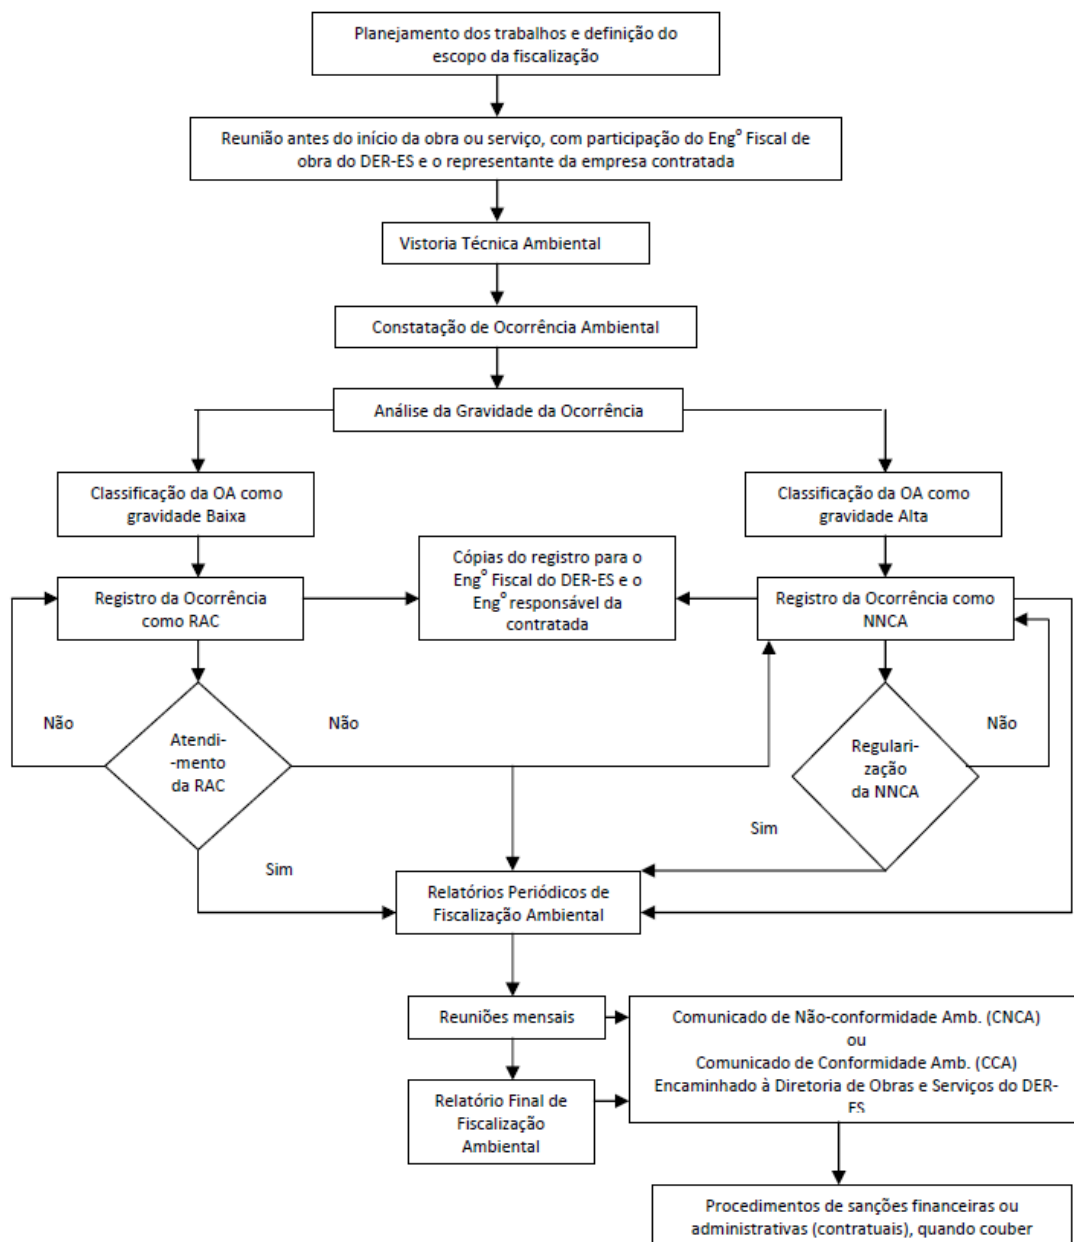 Planejamento dos trabalhos e definição do
escopo da fiscalização
Reunião antes do início da obra ou serviço, com participação do Engº Fiscal de
obra do DER-ES e o representante da empresa contratada
Vistoria Técnica Ambiental
Constatação de Ocorrência Ambiental
Análise da Gravidade da Ocorrência
Classificação da OA como
gravidade Baixa
Classificação da OA como
gravidade Alta
Cópias do registro para o
Engº Fiscal do DER-ES e o
Engº responsável da
contratada
Registro da Ocorrência
como RAC
Registro da Ocorrência como
NNCA
Não
Atendi-
-mento
da RAC
Não
Regulari-
zação
da NNCA
Não
Sim
Sim
Relatórios Periódicos de
Fiscalização Ambiental
Reuniões mensais
Comunicado de Não-conformidade Amb. (CNCA)
ou
Comunicado de Conformidade Amb. (CCA)
Encaminhado à Diretoria de Obras e Serviços do DER-
ES
Relatório Final de
Fiscalização
Ambiental
Procedimentos de sanções financeiras ou
administrativas (contratuais), quando couber